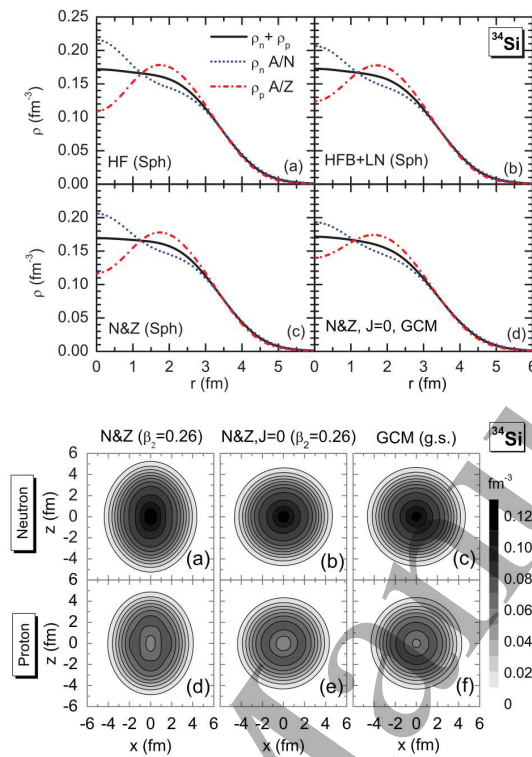 0.25
0.20
0.15
0.10
0.05
0.00
ρ (fm⁻³)
ρₙ + ρₚ
ρₙ A/N
ρₚ A/Z
HF (Sph)
(a)
³⁴Si
HFB+LN (Sph)
(b)
0.20
0.15
0.10
0.05
0.00
ρ (fm⁻³)
N&Z (Sph)
(c)
N&Z, J=0, GCM
(d)
0 1 2 3 4 5 0 1 2 3 4 5 6
r (fm) r (fm)
N&Z (β₂=0.26) N&Z,J=0 (β₂=0.26) GCM (g.s.)
³⁴Si
Neutron
z (fm)
6
4
2
0
-2
-4
6
(a) (b) (c)
Proton
z (fm)
4
2
0
-2
-4
-6
(d) (e) (f)
-6 -4 -2 0 2 4 -6 -4 -2 0 2 4 -6 -4 -2 0 2 4 6
x (fm) x (fm) x (fm)
fm⁻³
0.12
0.10
0.08
0.06
0.04
0.02
0